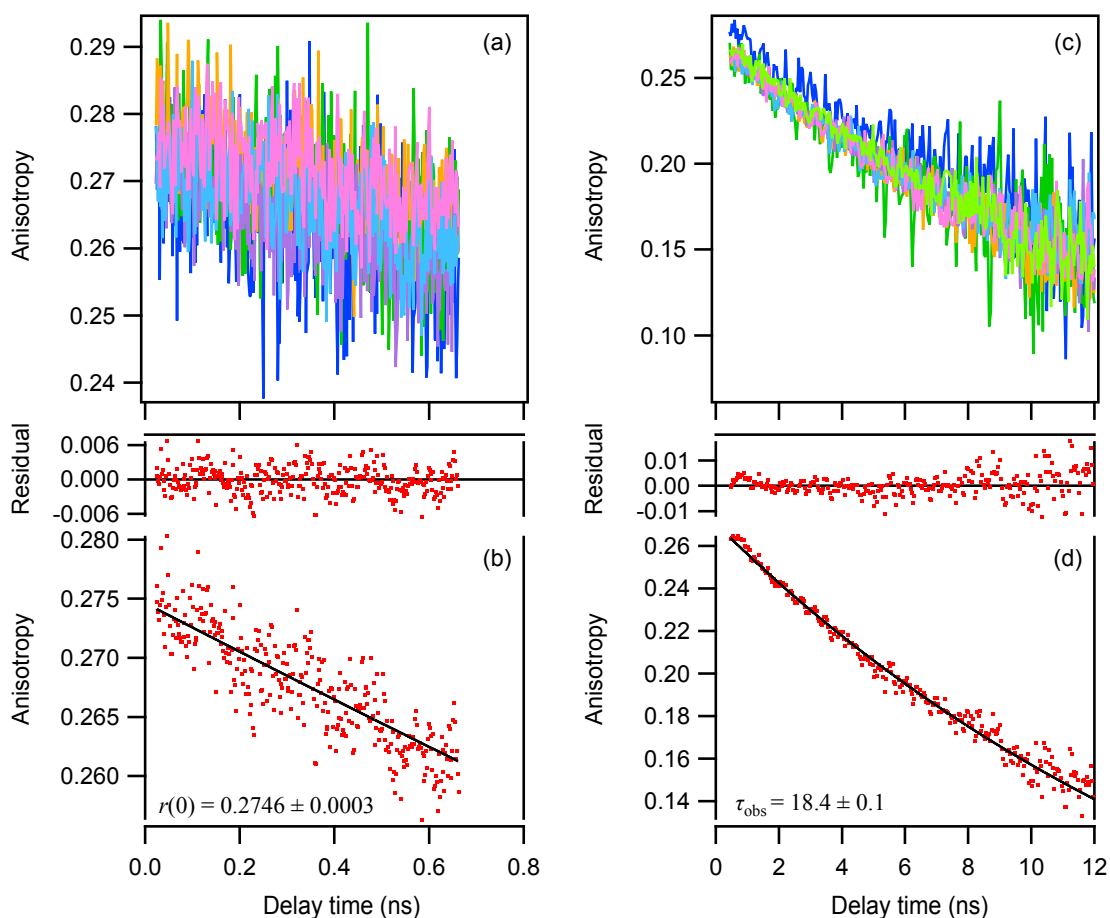 (a)
Anisotropy
0.29
0.28
0.27
0.26
0.25
0.24
Residual
0.006
0.000
-0.006
(b)
Anisotropy
0.280
0.275
0.270
0.265
0.260
r(0) = 0.2746 ± 0.0003
0.0
0.2
0.4
0.6
0.8
Delay time (ns)
(c)
Anisotropy
0.25
0.20
0.15
0.10
Residual
0.01
0.00
-0.01
(d)
Anisotropy
0.26
0.24
0.22
0.20
0.18
0.16
0.14
τobs = 18.4 ± 0.1
0
2
4
6
8
10
12
Delay time (ns)